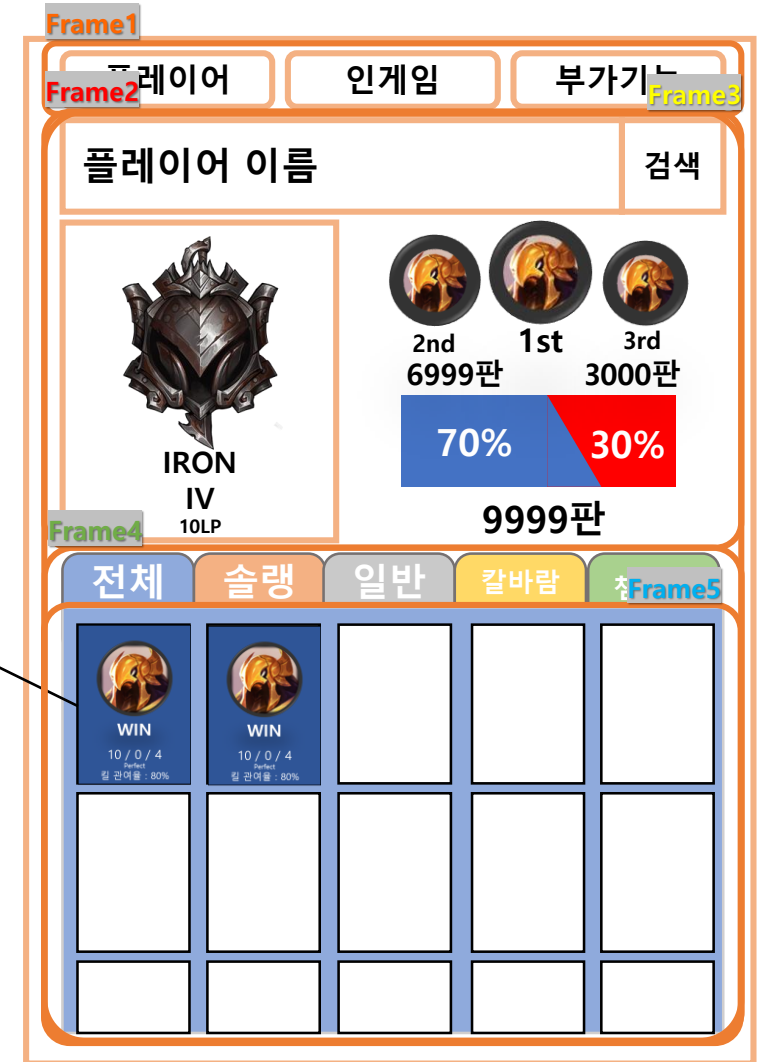 Frame1
플레이어
인게임
부가기능
Frame2
Frame3
플레이어 이름
검색
2nd
1st
3rd
6999판
3000판
70%
30%
9999판
IRON
IV
10LP
Frame4
전체
솔랭
일반
칼바람
Frame5
WIN
10 / 0 / 4
Perfect
킬 관여율 : 80%
WIN
10 / 0 / 4
Perfect
킬 관여율 : 80%